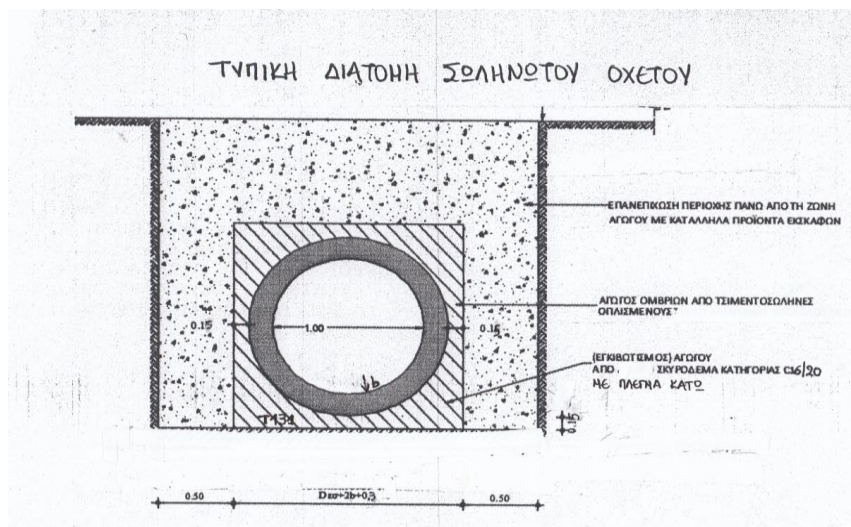 ΤΥΠΙΚΗ ΔΙΑΤΟΜΗ ΣΩΛΗΝΩΤΟΥ ΟΧΕΤΟΥ
ΕΠΑΝΕΠΙΧΩΣΗ ΠΕΡΙΟΧΗΣ ΠΑΝΩ ΑΠΟ ΤΗ ΖΩΝΗ
ΑΓΩΓΟΥ ΜΕ ΚΑΤΑΛΛΗΛΑ ΠΡΟΪΟΝΤΑ ΕΚΣΚΑΦΩΝ
ΑΓΩΓΟΣ ΟΜΒΡΙΩΝ ΑΠΟ ΤΣΙΜΕΝΤΟΣΩΛΗΝΕΣ
ΟΠΛΙΣΜΕΝΟΥΣ
0.15 1.00 0.15
(ΕΓΚΙΒΩΤΙΣΜΟΣ) ΑΓΩΓΟΥ
ΑΠΟ ΣΚΥΡΟΔΕΜΑ ΚΑΤΗΓΟΡΙΑΣ C16/20
ΜΕ ΠΛΕΓΜΑ ΚΑΤΩ
b
T131
0.15
0.50 Dεσ+2b+0,3 0.50